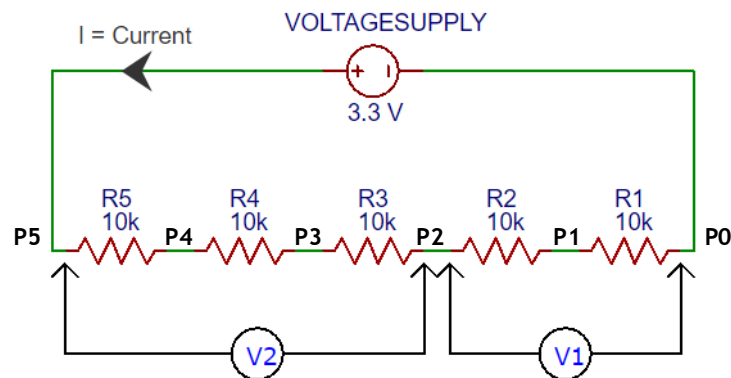 VOLTAGESUPPLY
I = Current
+ -
3.3 V
R5 R4 R3 R2 R1
10k 10k 10k 10k 10k
P5 P4 P3 P2 P1 P0
V2 V1